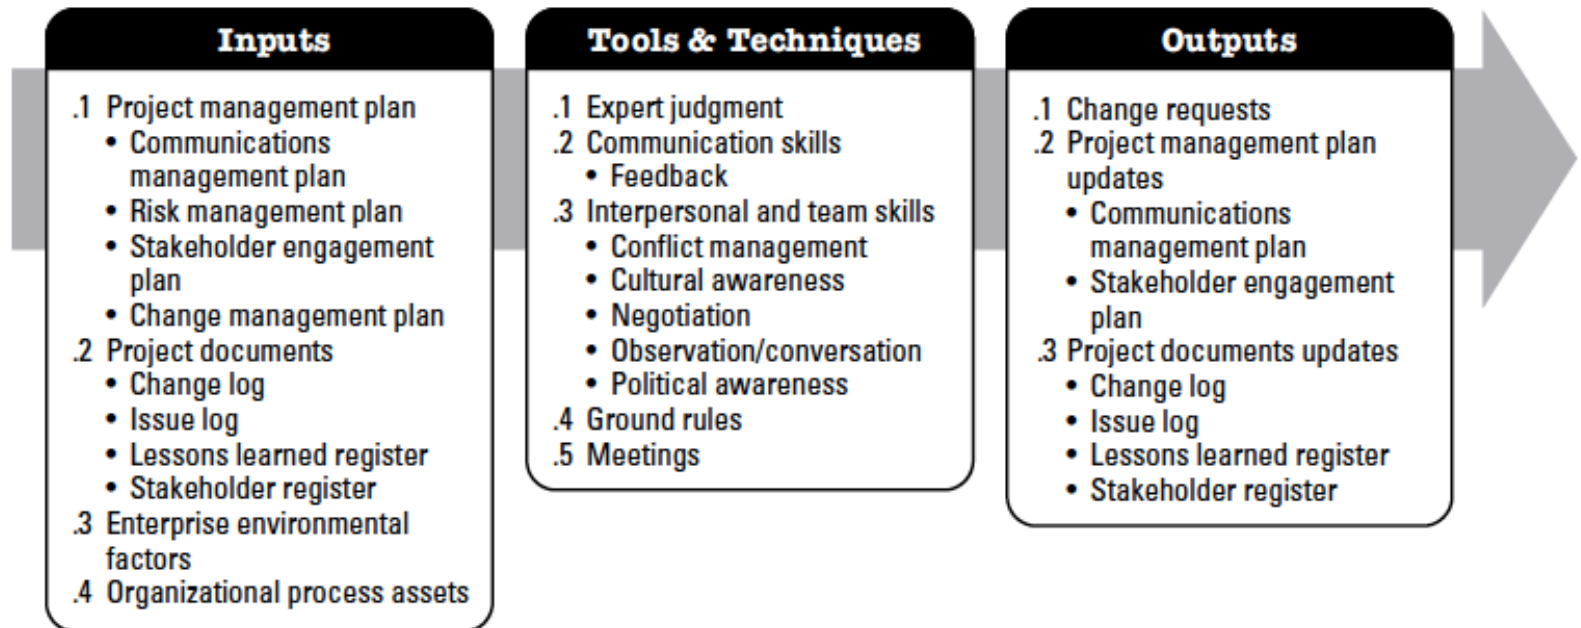 Inputs
.1 Project management plan
• Communications
management plan
• Risk management plan
• Stakeholder engagement
plan
• Change management plan
.2 Project documents
• Change log
• Issue log
• Lessons learned register
• Stakeholder register
.3 Enterprise environmental
factors
.4 Organizational process assets
Tools & Techniques
.1 Expert judgment
.2 Communication skills
• Feedback
.3 Interpersonal and team skills
• Conflict management
• Cultural awareness
• Negotiation
• Observation/conversation
• Political awareness
.4 Ground rules
.5 Meetings
Outputs
.1 Change requests
.2 Project management plan
updates
• Communications
management plan
• Stakeholder engagement
plan
.3 Project documents updates
• Change log
• Issue log
• Lessons learned register
• Stakeholder register